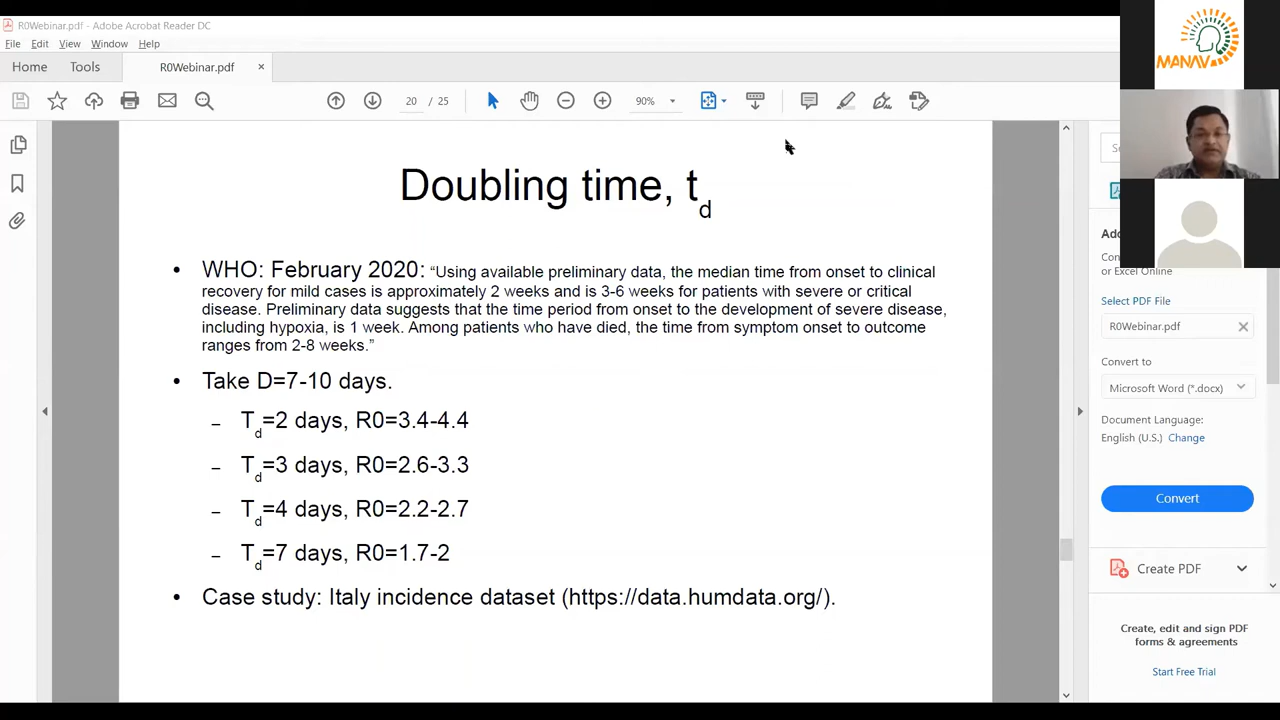 R0Webinar.pdf - Adobe Acrobat Reader DC
File Edit View Window Help
Home Tools R0Webinar.pdf ×
20 / 25 90%
Doubling time, td
• WHO: February 2020: “Using available preliminary data, the median time from onset to clinical
recovery for mild cases is approximately 2 weeks and is 3-6 weeks for patients with severe or critical
disease. Preliminary data suggests that the time period from onset to the development of severe disease,
including hypoxia, is 1 week. Among patients who have died, the time from symptom onset to outcome
ranges from 2-8 weeks.”
• Take D=7-10 days.
– Td=2 days, R0=3.4-4.4
– Td=3 days, R0=2.6-3.3
– Td=4 days, R0=2.2-2.7
– Td=7 days, R0=1.7-2
• Case study: Italy incidence dataset (https://data.humdata.org/).
MANAV
or Excel Online
Select PDF File
R0Webinar.pdf
Convert to
Microsoft Word (*.docx)
Document Language:
English (U.S.) Change
Convert
Create PDF
Create, edit and sign PDF
forms & agreements
Start Free Trial